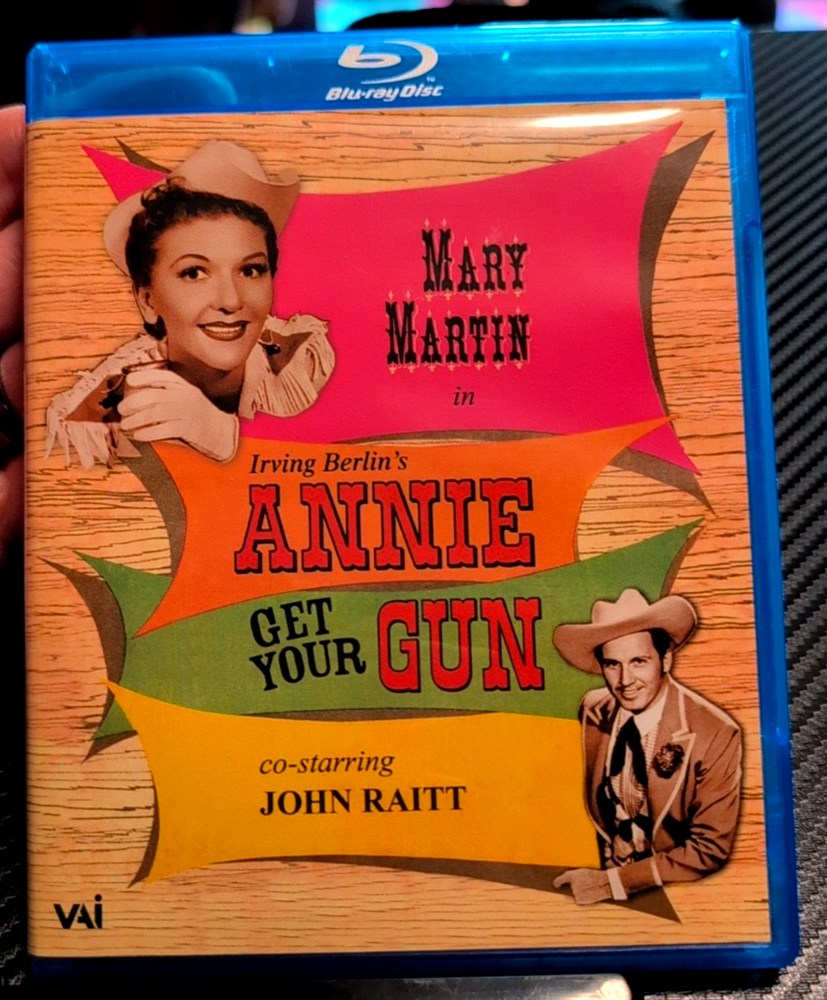 Blu-ray Disc
MARY
MARTIN
in
Irving Berlin's
ANNIE
GET
YOUR GUN
co-starring
JOHN RAITT
VAI